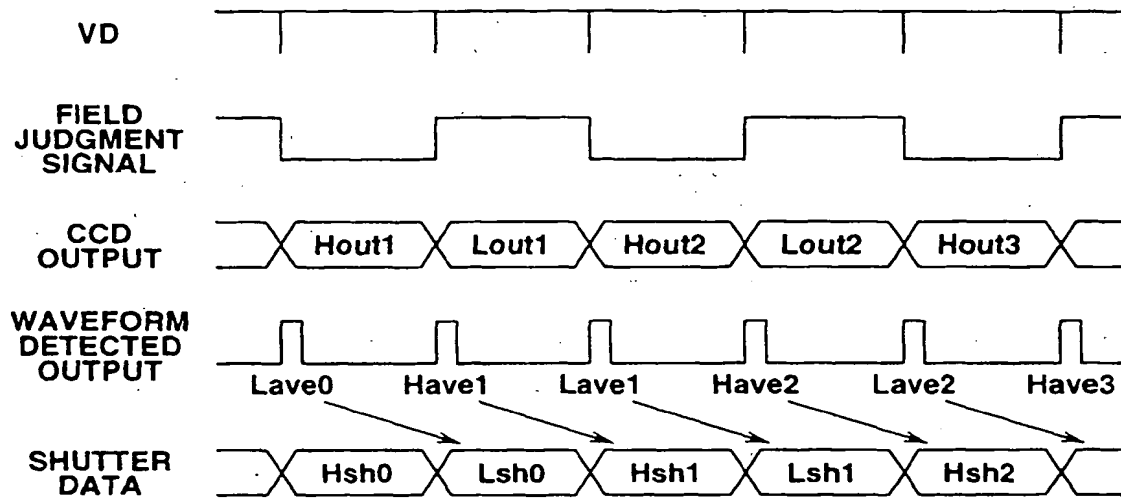 VD
FIELD
JUDGMENT
SIGNAL
CCD
OUTPUT
Hout1 Lout1 Hout2 Lout2 Hout3
WAVEFORM
DETECTED
OUTPUT
Lave0 Have1 Lave1 Have2 Lave2 Have3
SHUTTER
DATA
Hsh0 Lsh0 Hsh1 Lsh1 Hsh2